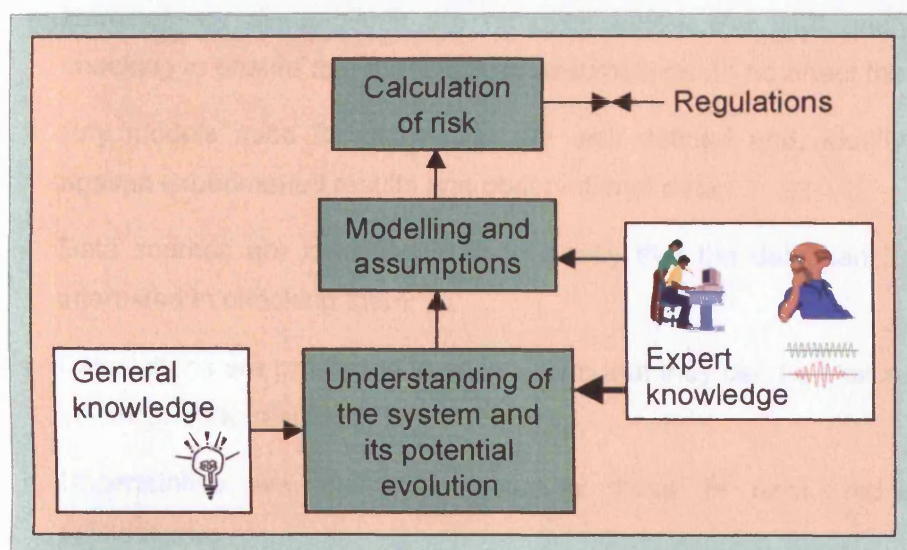 Calculation
of risk
Regulations
Modelling and
assumptions
General
knowledge
Understanding of
the system and
its potential
evolution
Expert
knowledge